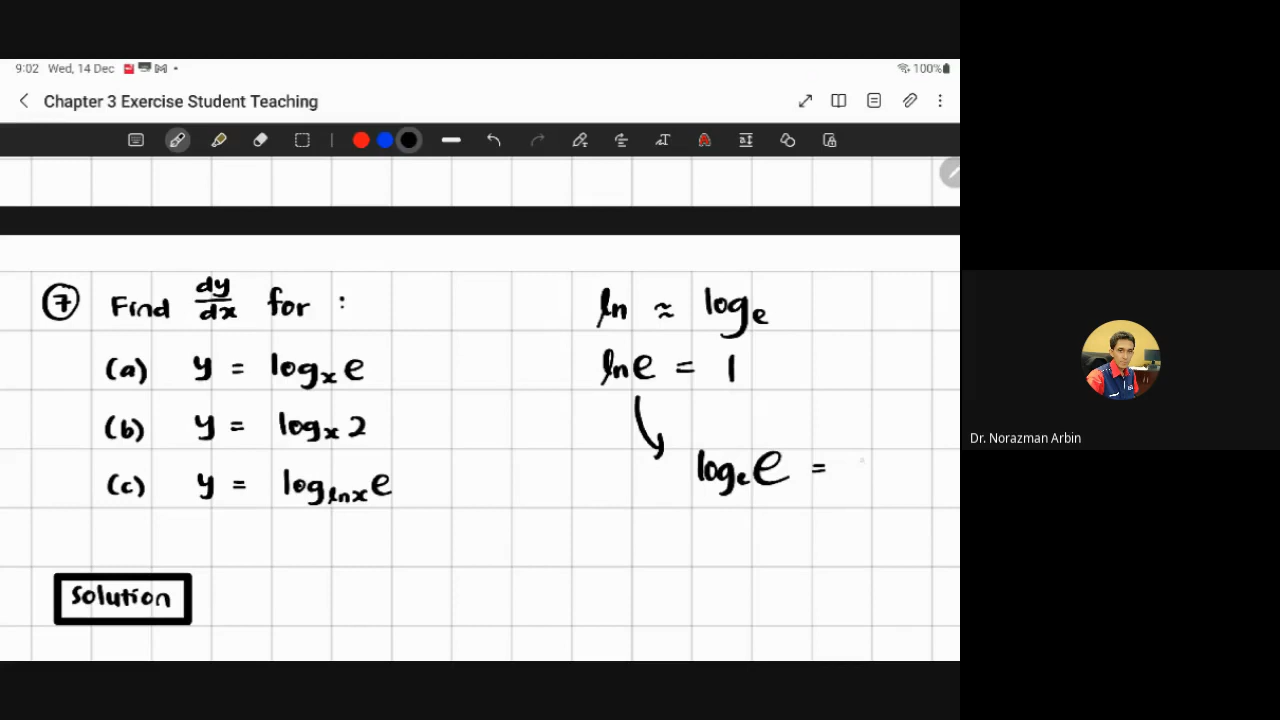 9:02 Wed, 14 Dec
100%
Chapter 3 Exercise Student Teaching
⑦ Find dy/dx for :
(a) y = logₓ e
(b) y = logₓ 2
(c) y = log_lnx e
ln ≈ logₑ
ln e = 1
logₑ e =
Solution
Dr. Norazman Arbin